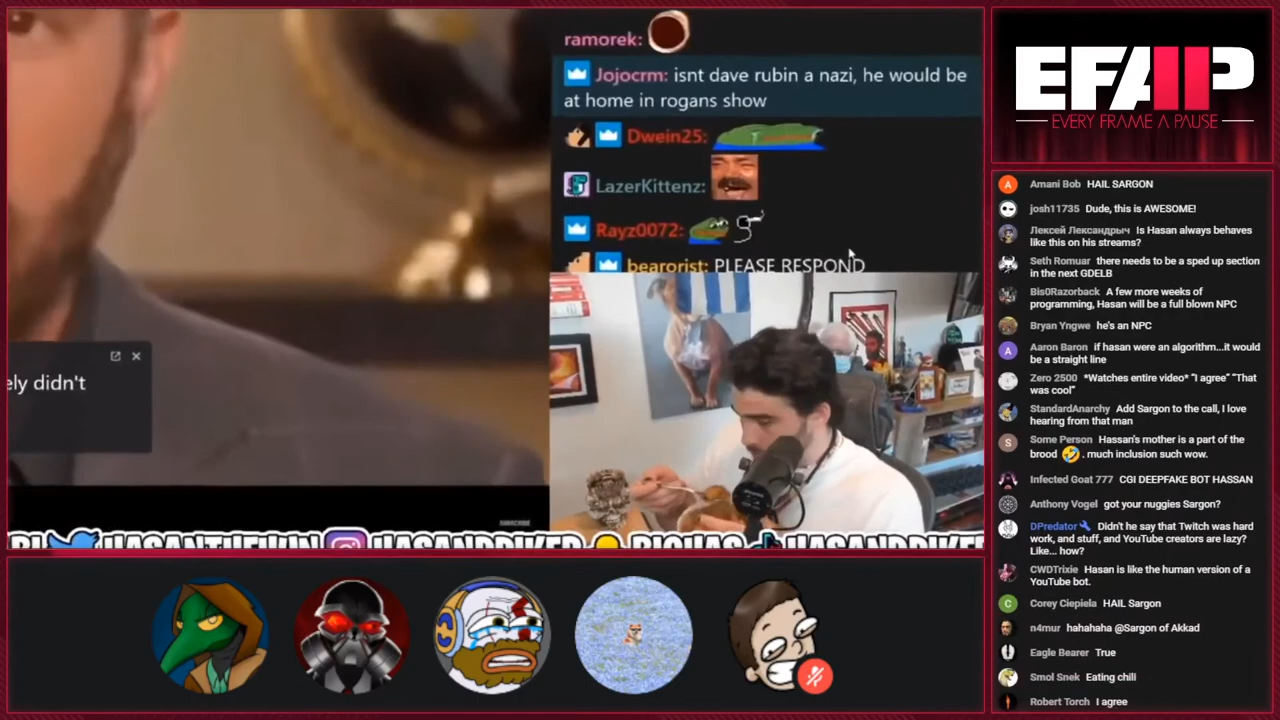 ramorek:
Jojocrm: isnt dave rubin a nazi, he would be
at home in rogans show
Dwein25:
LazerKittenz:
Rayz0072:
bearorist: PLEASE RESPOND
ely didn't
SUBSCRIBE
HASANTHEHUN
HASANDPIKER
EFAP
EVERY FRAME A PAUSE
Amani Bob HAIL SARGON
josh11735 Dude, this is AWESOME!
Лексей Лександрыч Is Hasan always behaves
like this on his streams?
Seth Romuar there needs to be a sped up section
in the next GDELB
Bis0Razorback A few more weeks of
programming, Hasan will be a full blown NPC
Bryan Yngwe he's an NPC
Aaron Baron if hasan were an algorithm...it would
be a straight line
Zero 2500 *Watches entire video* "I agree" "That
was cool"
StandardAnarchy Add Sargon to the call, I love
hearing from that man
Some Person Hassan's mother is a part of the
brood 🤣 . much inclusion such wow.
Infected Goat 777 CGI DEEPFAKE BOT HASSAN
Anthony Vogel got your nuggies Sargon?
DPredator Didn't he say that Twitch was hard
work, and stuff, and YouTube creators are lazy?
Like... how?
CWDTrixie Hasan is like the human version of a
YouTube bot.
Corey Ciepiela HAIL Sargon
n4mur hahahaha @Sargon of Akkad
Eagle Bearer True
Smol Snek Eating chili
Robert Torch I agree